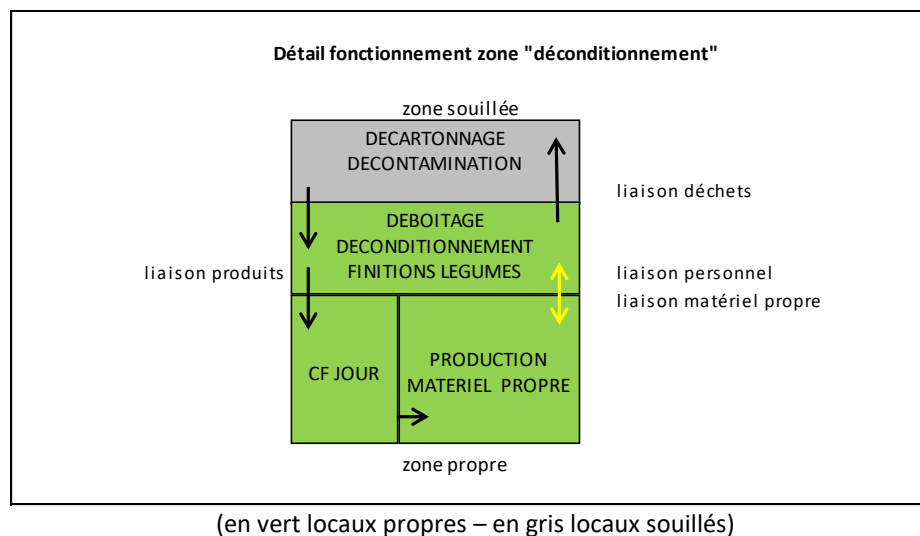 Détail fonctionnement zone "déconditionnement"
zone souillée
DECARTONNAGE
DECONTAMINATION
liaison déchets
DEBOITAGE
DECONDITIONNEMENT
FINITIONS LEGUMES
liaison produits
liaison personnel
liaison matériel propre
CF JOUR
PRODUCTION
MATERIEL PROPRE
zone propre
(en vert locaux propres – en gris locaux souillés)